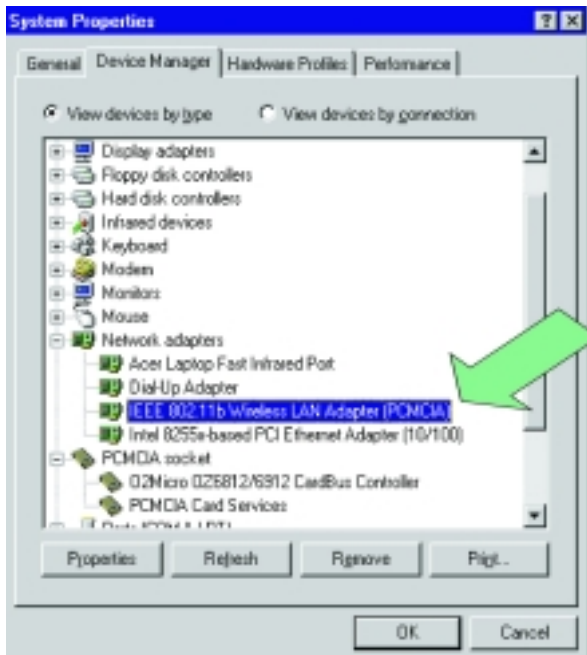 System Properties
General Device Manager Hardware Profiles Performance
View devices by type View devices by connection
Display adapters
Floppy disk controllers
Hard disk controllers
Infrared devices
Keyboard
Modem
Monitors
Mouse
Network adapters
Acer Laptop Fast Infrared Port
Dial-Up Adapter
IEEE 802.11b Wireless LAN Adapter (PCMCIA)
Intel 8255x-based PCI Ethernet Adapter (10/100)
PCMCIA socket
O2Micro OZ6812/6912 CardBus Controller
PCMCIA Card Services
Properties Refresh Remove Print...
OK Cancel